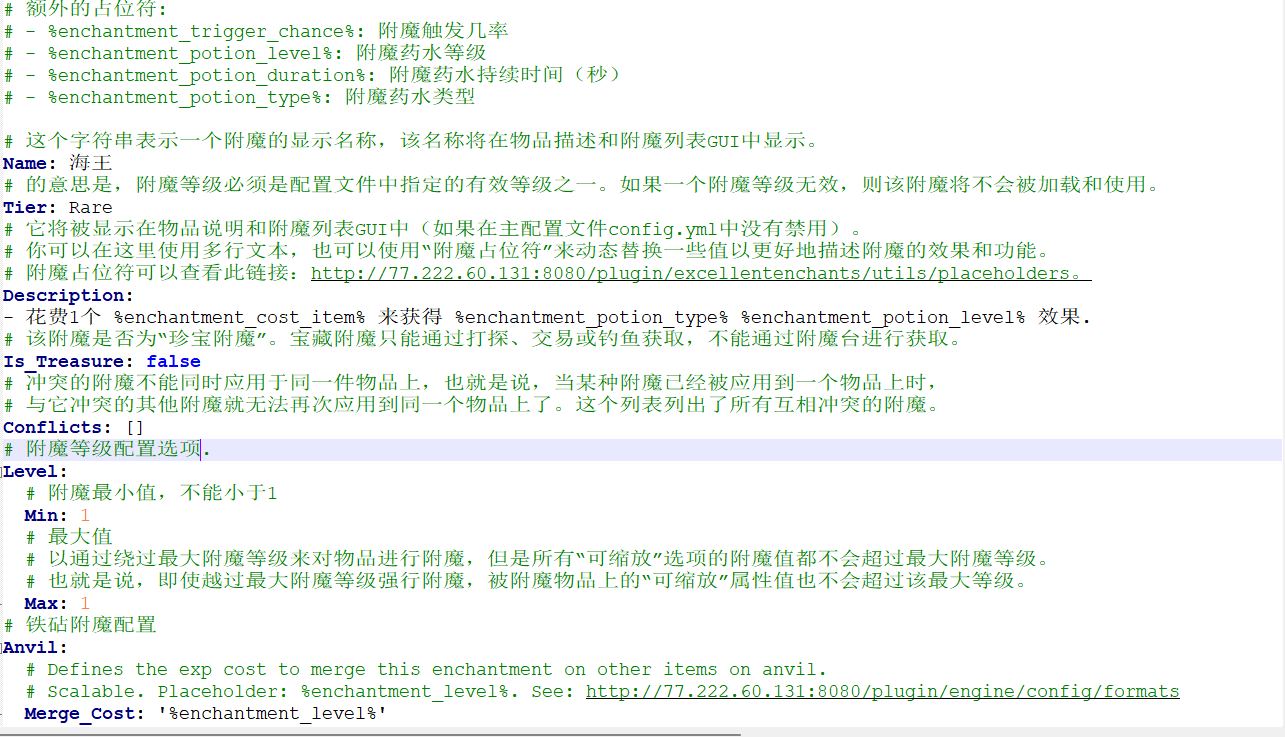 # 额外的占位符:
# - %enchantment_trigger_chance%: 附魔触发几率
# - %enchantment_potion_level%: 附魔药水等级
# - %enchantment_potion_duration%: 附魔药水持续时间（秒）
# - %enchantment_potion_type%: 附魔药水类型
# 这个字符串表示一个附魔的显示名称，该名称将在物品描述和附魔列表GUI中显示。
Name: 海王
# 的意思是，附魔等级必须是配置文件中指定的有效等级之一。如果一个附魔等级无效，则该附魔将不会被加载和使用。
Tier: Rare
# 它将被显示在物品说明和附魔列表GUI中（如果在主配置文件config.yml中没有禁用）。
# 你可以在这里使用多行文本，也可以使用“附魔占位符”来动态替换一些值以更好地描述附魔的效果和功能。
# 附魔占位符可以查看此链接：http://77.222.60.131:8080/plugin/excellentenchants/utils/placeholders。
Description:
- 花费1个 %enchantment_cost_item% 来获得 %enchantment_potion_type% %enchantment_potion_level% 效果.
# 该附魔是否为“珍宝附魔”。宝藏附魔只能通过打探、交易或钓鱼获取，不能通过附魔台进行获取。
Is_Treasure: false
# 冲突的附魔不能同时应用于同一件物品上，也就是说，当某种附魔已经被应用到一个物品上时，
# 与它冲突的其他附魔就无法再次应用到同一个物品上了。这个列表列出了所有互相冲突的附魔。
Conflicts: []
# 附魔等级配置选项.
Level:
# 附魔最小值，不能小于1
Min: 1
# 最大值
# 以通过绕过最大附魔等级来对物品进行附魔，但是所有“可缩放”选项的附魔值都不会超过最大附魔等级。
# 也就是说，即使越过最大附魔等级强行附魔，被附魔物品上的“可缩放”属性值也不会超过该最大等级。
Max: 1
# 铁砧附魔配置
Anvil:
# Defines the exp cost to merge this enchantment on other items on anvil.
# Scalable. Placeholder: %enchantment_level%. See: http://77.222.60.131:8080/plugin/engine/config/formats
Merge_Cost: '%enchantment_level%'